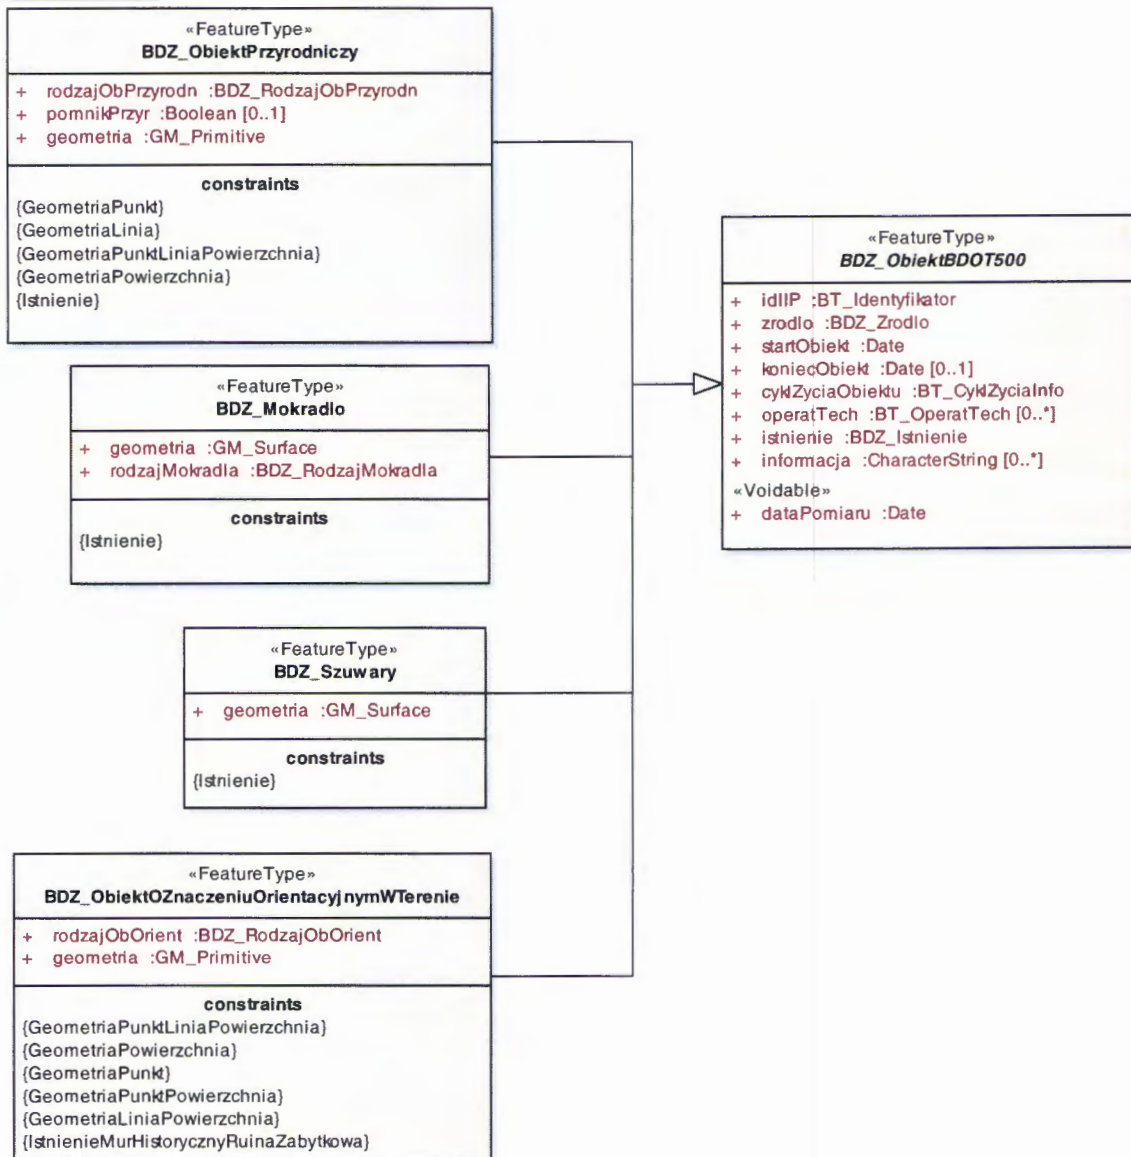 «FeatureType»
BDZ_ObiektPrzyrodniczy
+ rodzajObPrzyrodn :BDZ_RodzajObPrzyrodn
+ pomnikPrzyr :Boolean [0..1]
+ geometria :GM_Primitive
constraints
{GeometriaPunkt}
{GeometriaLinia}
{GeometriaPunktLiniaPowierzchnia}
{GeometriaPowierzchnia}
{Istnienie}
«FeatureType»
BDZ_Mokradlo
+ geometria :GM_Surface
+ rodzajMokradla :BDZ_RodzajMokradla
constraints
{Istnienie}
«FeatureType»
BDZ_Szuwary
+ geometria :GM_Surface
constraints
{Istnienie}
«FeatureType»
BDZ_ObiektOZnaczeniuOrientacyjnymWTerenie
+ rodzajObOrient :BDZ_RodzajObOrient
+ geometria :GM_Primitive
constraints
{GeometriaPunktLiniaPowierzchnia}
{GeometriaPowierzchnia}
{GeometriaPunkt}
{GeometriaPunktPowierzchnia}
{GeometriaLiniaPowierzchnia}
{IstnienieMurHistorycznyRuinaZabytkowa}
«FeatureType»
BDZ_ObiektBDOT500
+ idIIP :BT_Identyfikator
+ zrodlo :BDZ_Zrodlo
+ startObiekt :Date
+ koniecObiekt :Date [0..1]
+ cyklZyciaObiektu :BT_CyklZyciaInfo
+ operatTech :BT_OperatTech [0..*]
+ istnienie :BDZ_Istnienie
+ informacja :CharacterString [0..*]
«Voidable»
+ dataPomiaru :Date